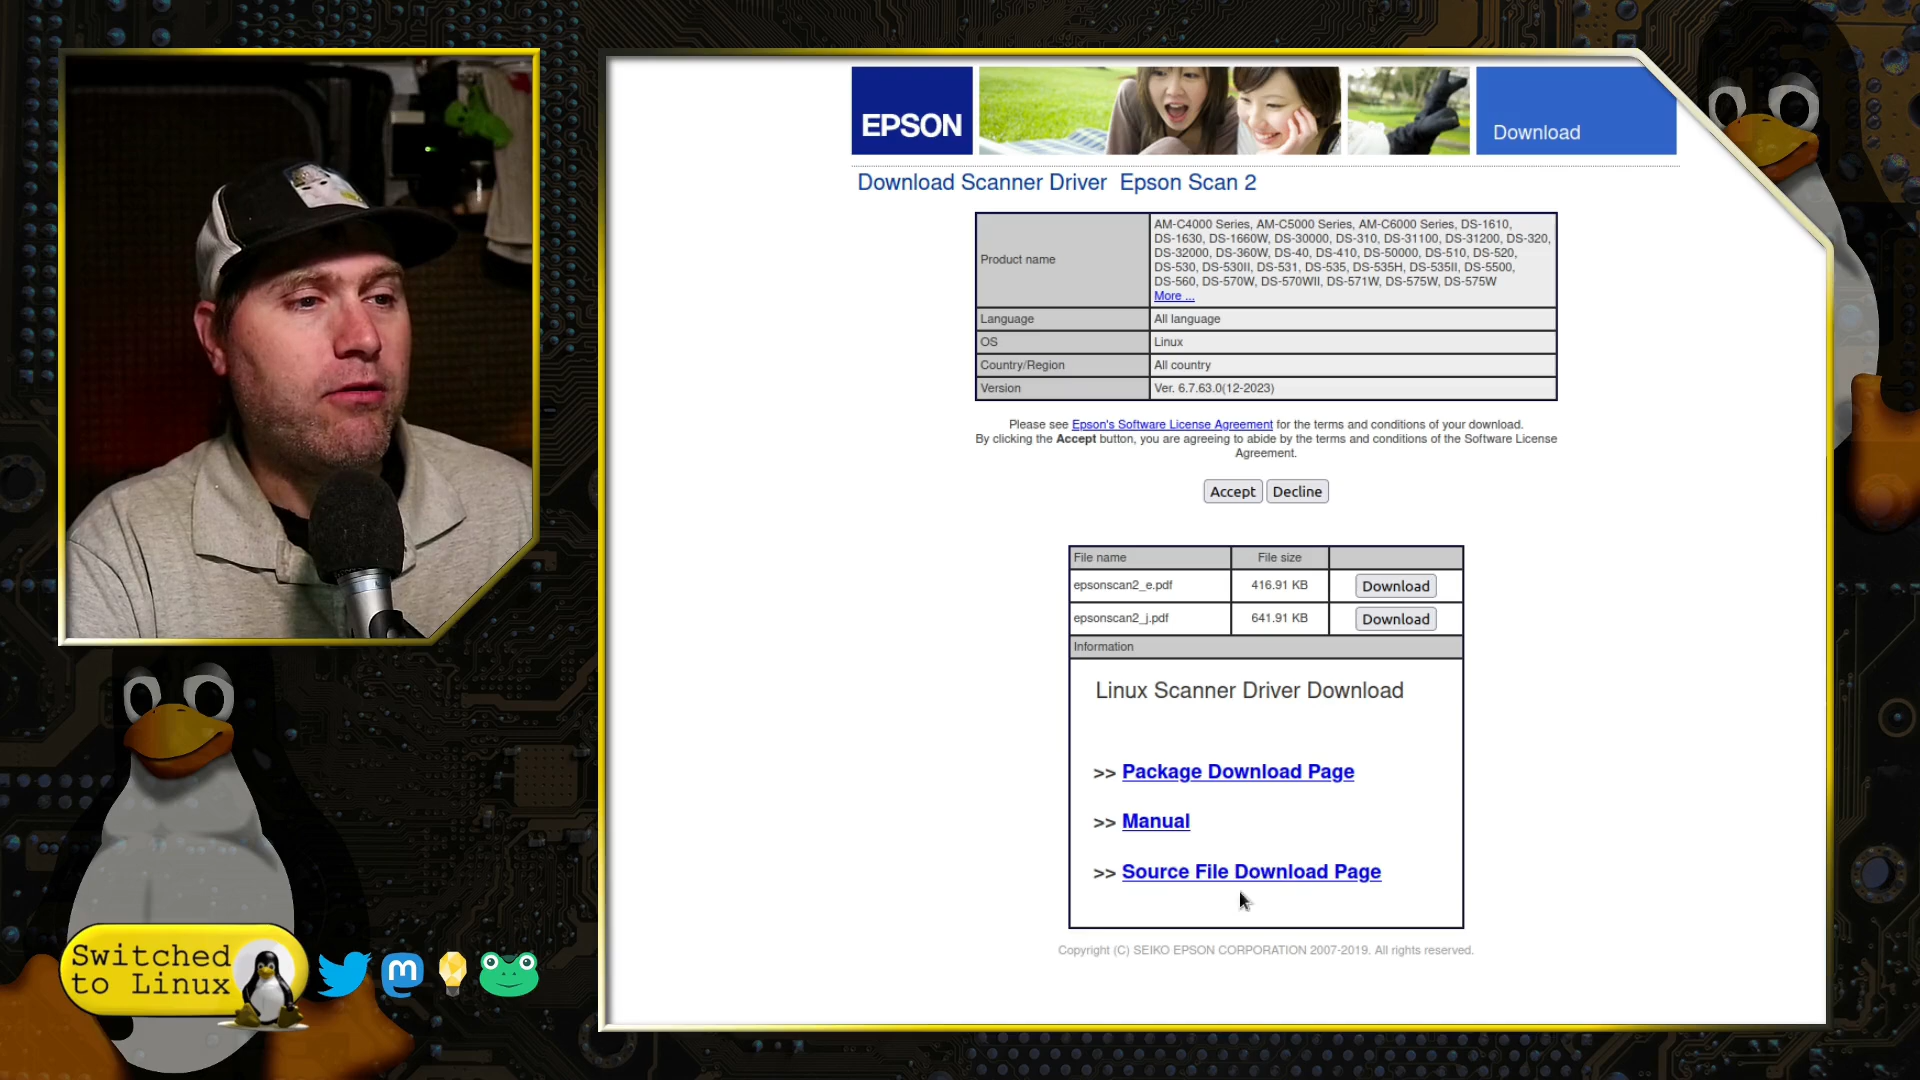 EPSON
Download
Download Scanner Driver Epson Scan 2
Product name
AM-C4000 Series, AM-C5000 Series, AM-C6000 Series, DS-1610,
DS-1630, DS-1660W, DS-30000, DS-310, DS-31100, DS-31200, DS-320,
DS-32000, DS-360W, DS-40, DS-410, DS-50000, DS-510, DS-520,
DS-530, DS-530II, DS-531, DS-535, DS-535H, DS-535II, DS-5500,
DS-560, DS-570W, DS-570WII, DS-571W, DS-575W, DS-575W
More ...
Language All language
OS Linux
Country/Region All country
Version Ver. 6.7.63.0(12-2023)
Please see Epson's Software License Agreement for the terms and conditions of your download.
By clicking the Accept button, you are agreeing to abide by the terms and conditions of the Software License
Agreement.
Accept Decline
File name File size
epsonscan2_e.pdf 416.91 KB Download
epsonscan2_j.pdf 641.91 KB Download
Information
Linux Scanner Driver Download
>> Package Download Page
>> Manual
>> Source File Download Page
Copyright (C) SEIKO EPSON CORPORATION 2007-2019. All rights reserved.
Switched
to Linux